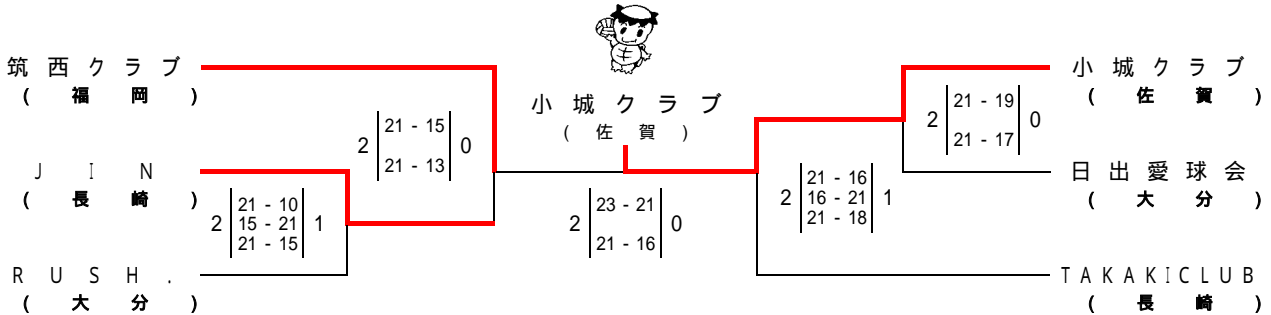 筑西クラブ
(福岡)
JIN
(長崎)
RUSH.
(大分)
2 21 - 10 1
15 - 21
21 - 15
2 21 - 15 0
21 - 13
小城クラブ
(佐賀)
2 23 - 21 0
21 - 16
2 21 - 16 1
16 - 21
21 - 18
2 21 - 19 0
21 - 17
小城クラブ
(佐賀)
日出愛球会
(大分)
TAKAKICLUB
(長崎)